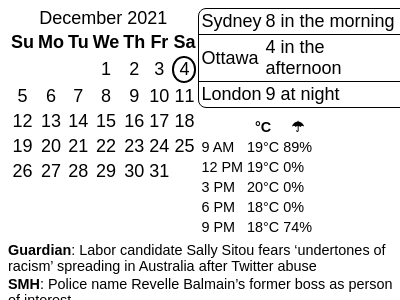 December 2021
Su Mo Tu We Th Fr Sa
1 2 3 4
5 6 7 8 9 10 11
12 13 14 15 16 17 18
19 20 21 22 23 24 25
26 27 28 29 30 31
Sydney 8 in the morning
Ottawa 4 in the
afternoon
London 9 at night
°C ☂
9 AM 19°C 89%
12 PM 19°C 0%
3 PM 20°C 0%
6 PM 18°C 0%
9 PM 18°C 74%
Guardian: Labor candidate Sally Sitou fears ‘undertones of
racism’ spreading in Australia after Twitter abuse
SMH: Police name Revelle Balmain’s former boss as person
of interest